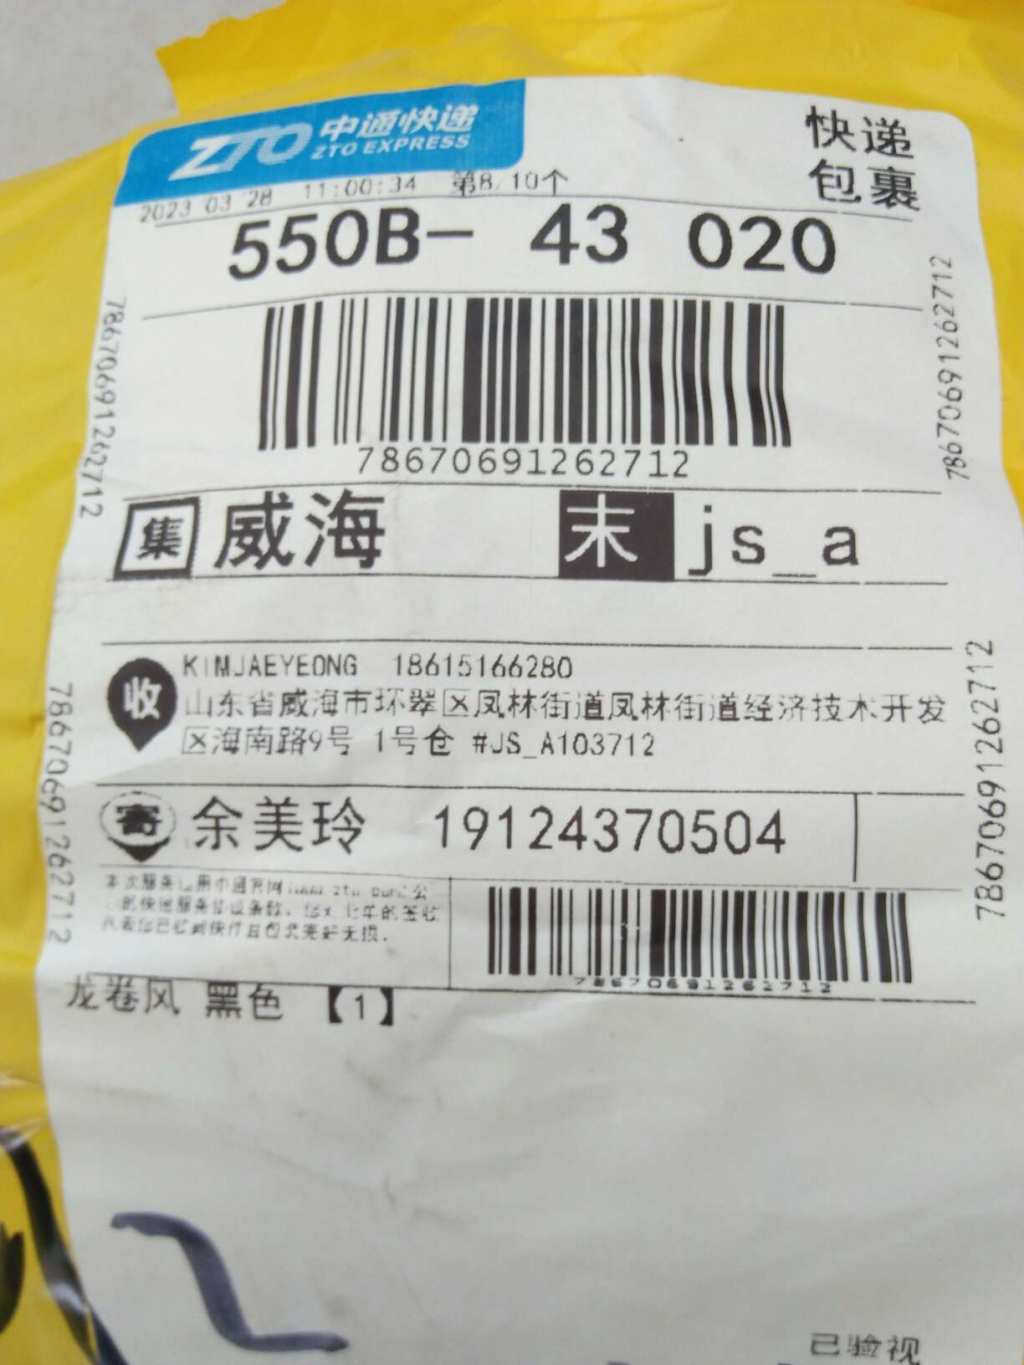 ZTO 中通快递
ZTO EXPRESS
快递
包裹
2023 03 28 11:00:34 第8/10个
550B- 43 020
78670691262712
78670691262712
78670691262712
集 威海 末 js_a
收 KIMJAEYEONG 18615166280
山东省威海市环翠区凤林街道凤林街道经济技术开发
区海南路9号 1号仓 #JS_A103712
78670691262712
78670691262712
寄 余美玲 19124370504
78670691262712
龙卷风 黑色 【1】
已验视